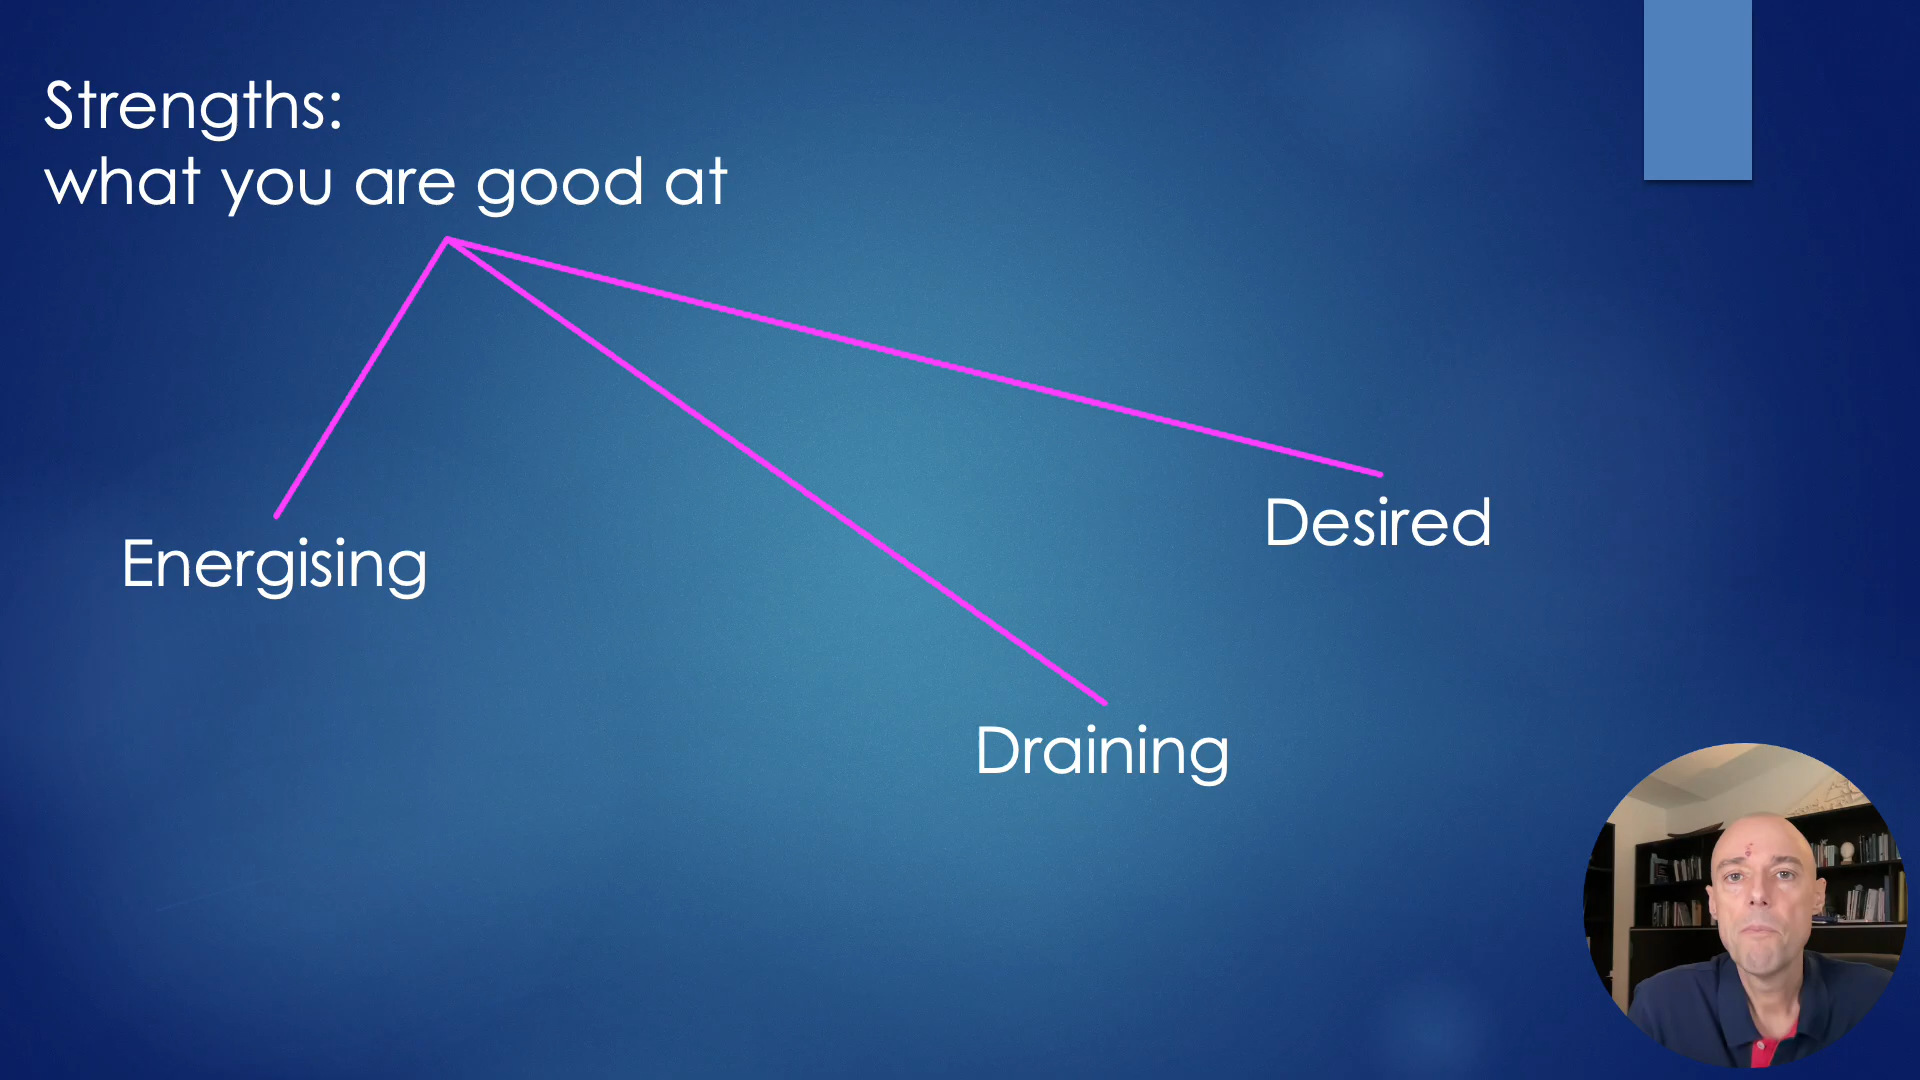 Strengths:
what you are good at
Energising
Desired
Draining